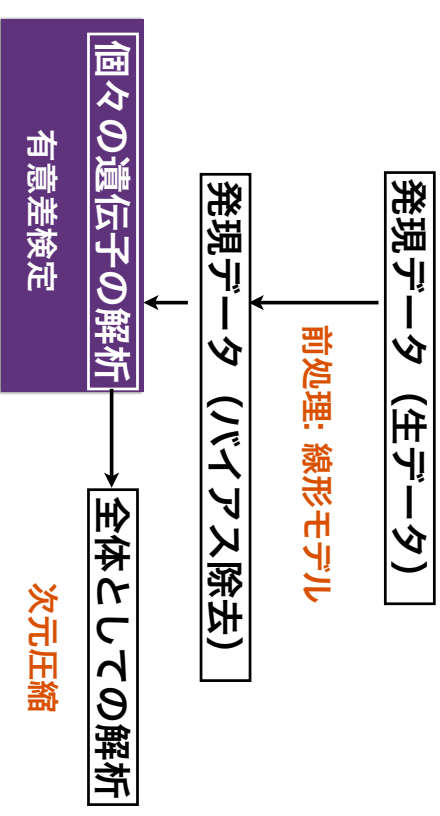 発現データ（生データ）
前処理: 線形モデル
発現データ（バイアス除去）
個々の遺伝子の解析
有意差検定
全体としての解析
次元圧縮